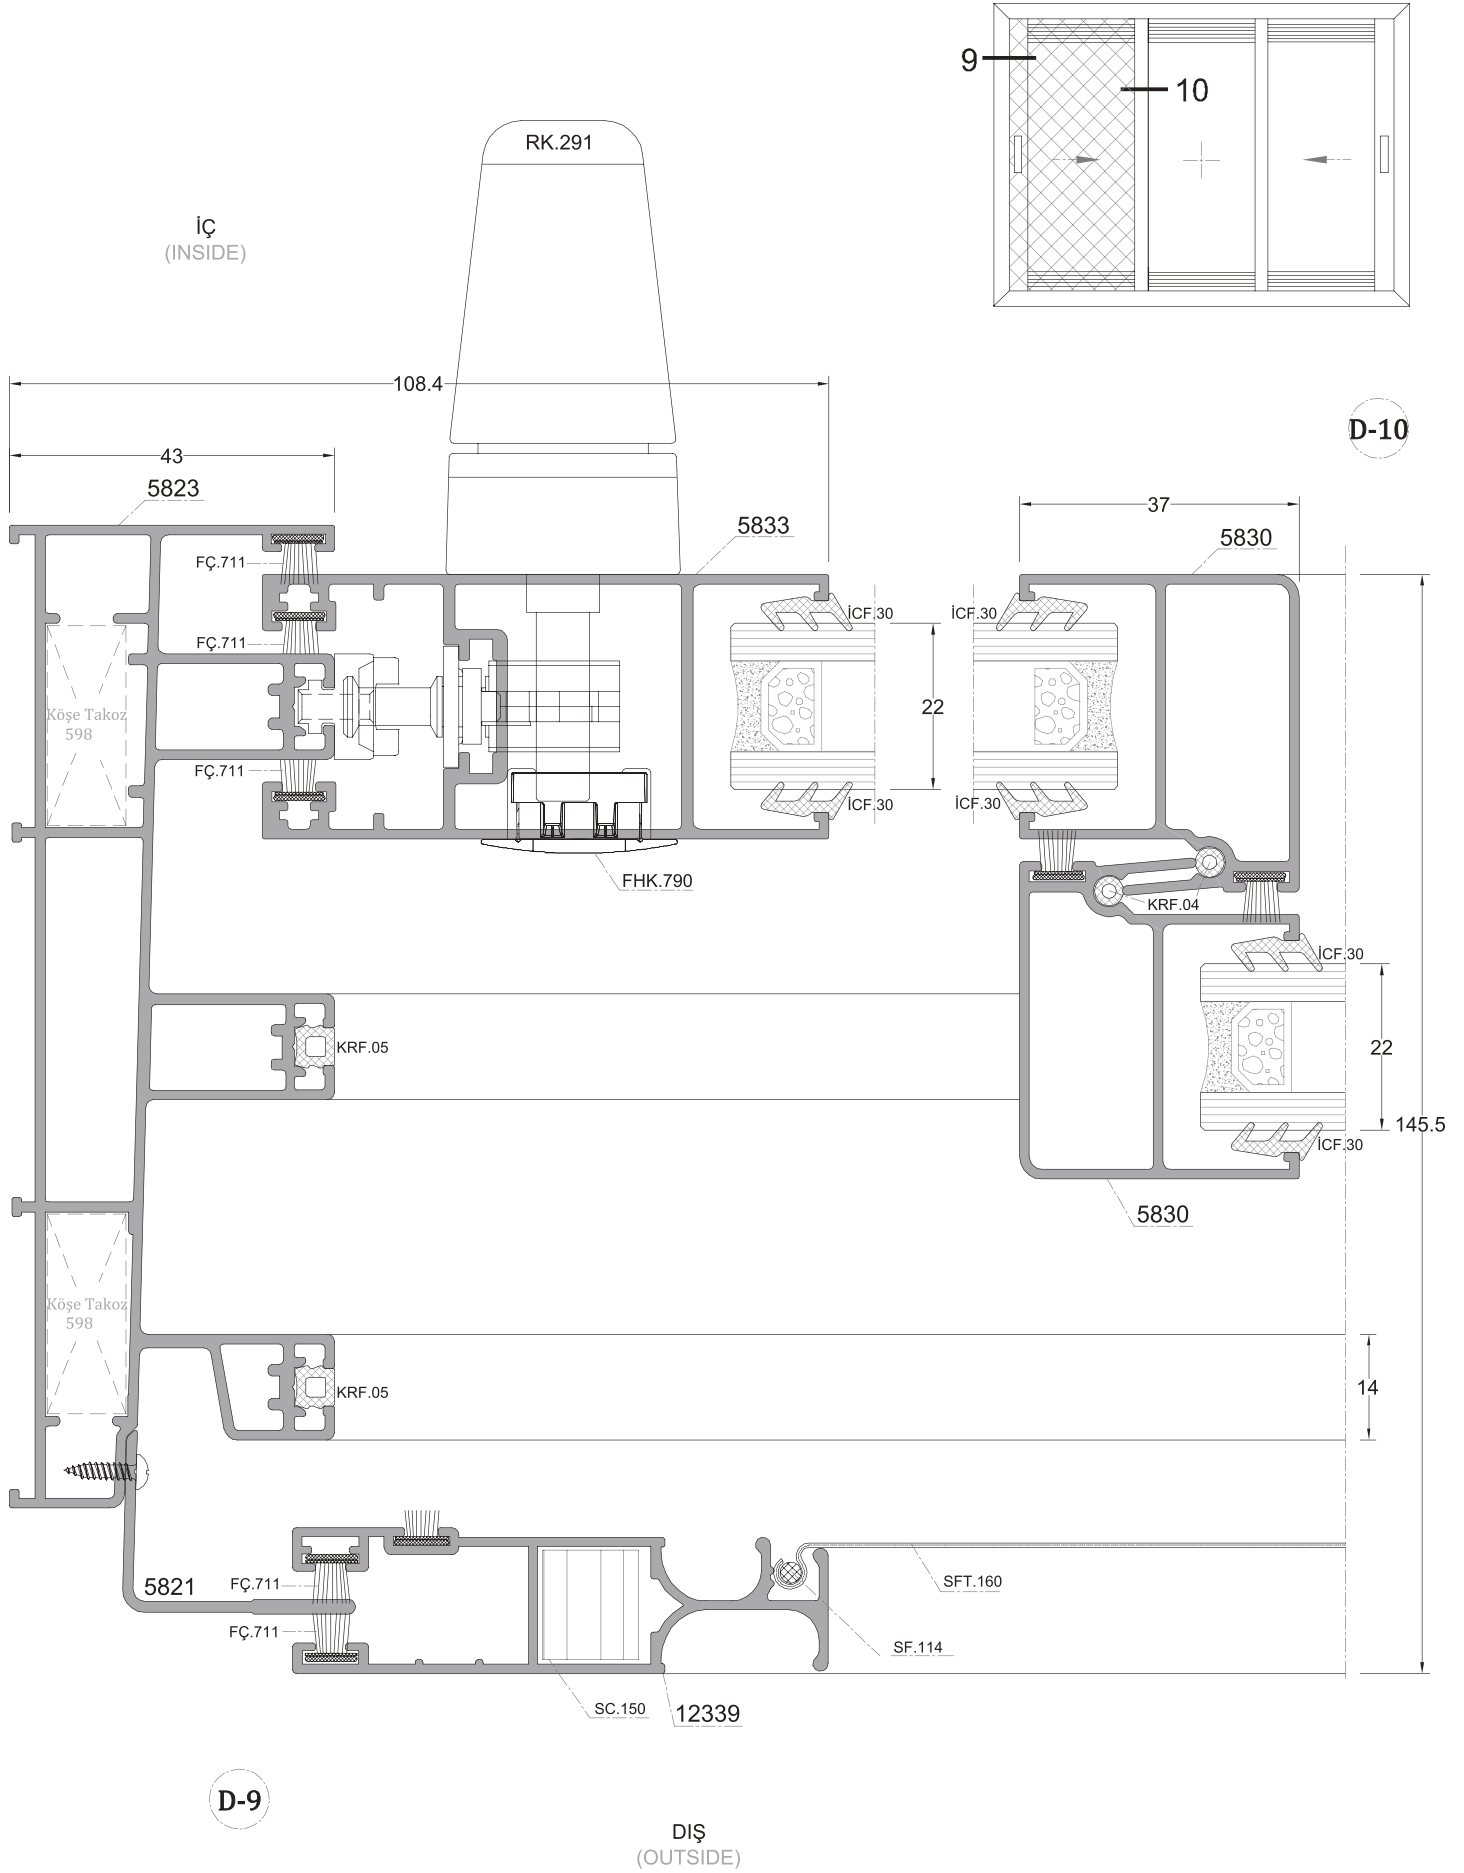 9
10
RK.291
İÇ
(INSIDE)
108.4
D-10
43
5823
37
5833
5830
FÇ.711
İCF.30
İCF.30
FÇ.711
22
Köşe Takoz
598
FÇ.711
İCF.30
İCF.30
FHK.790
KRF.04
İCF.30
KRF.05
22
145.5
İCF.30
5830
Köşe Takoz
598
KRF.05
14
5821
FÇ.711
SFT.160
FÇ.711
SF.114
SC.150
12339
D-9
DIŞ
(OUTSIDE)